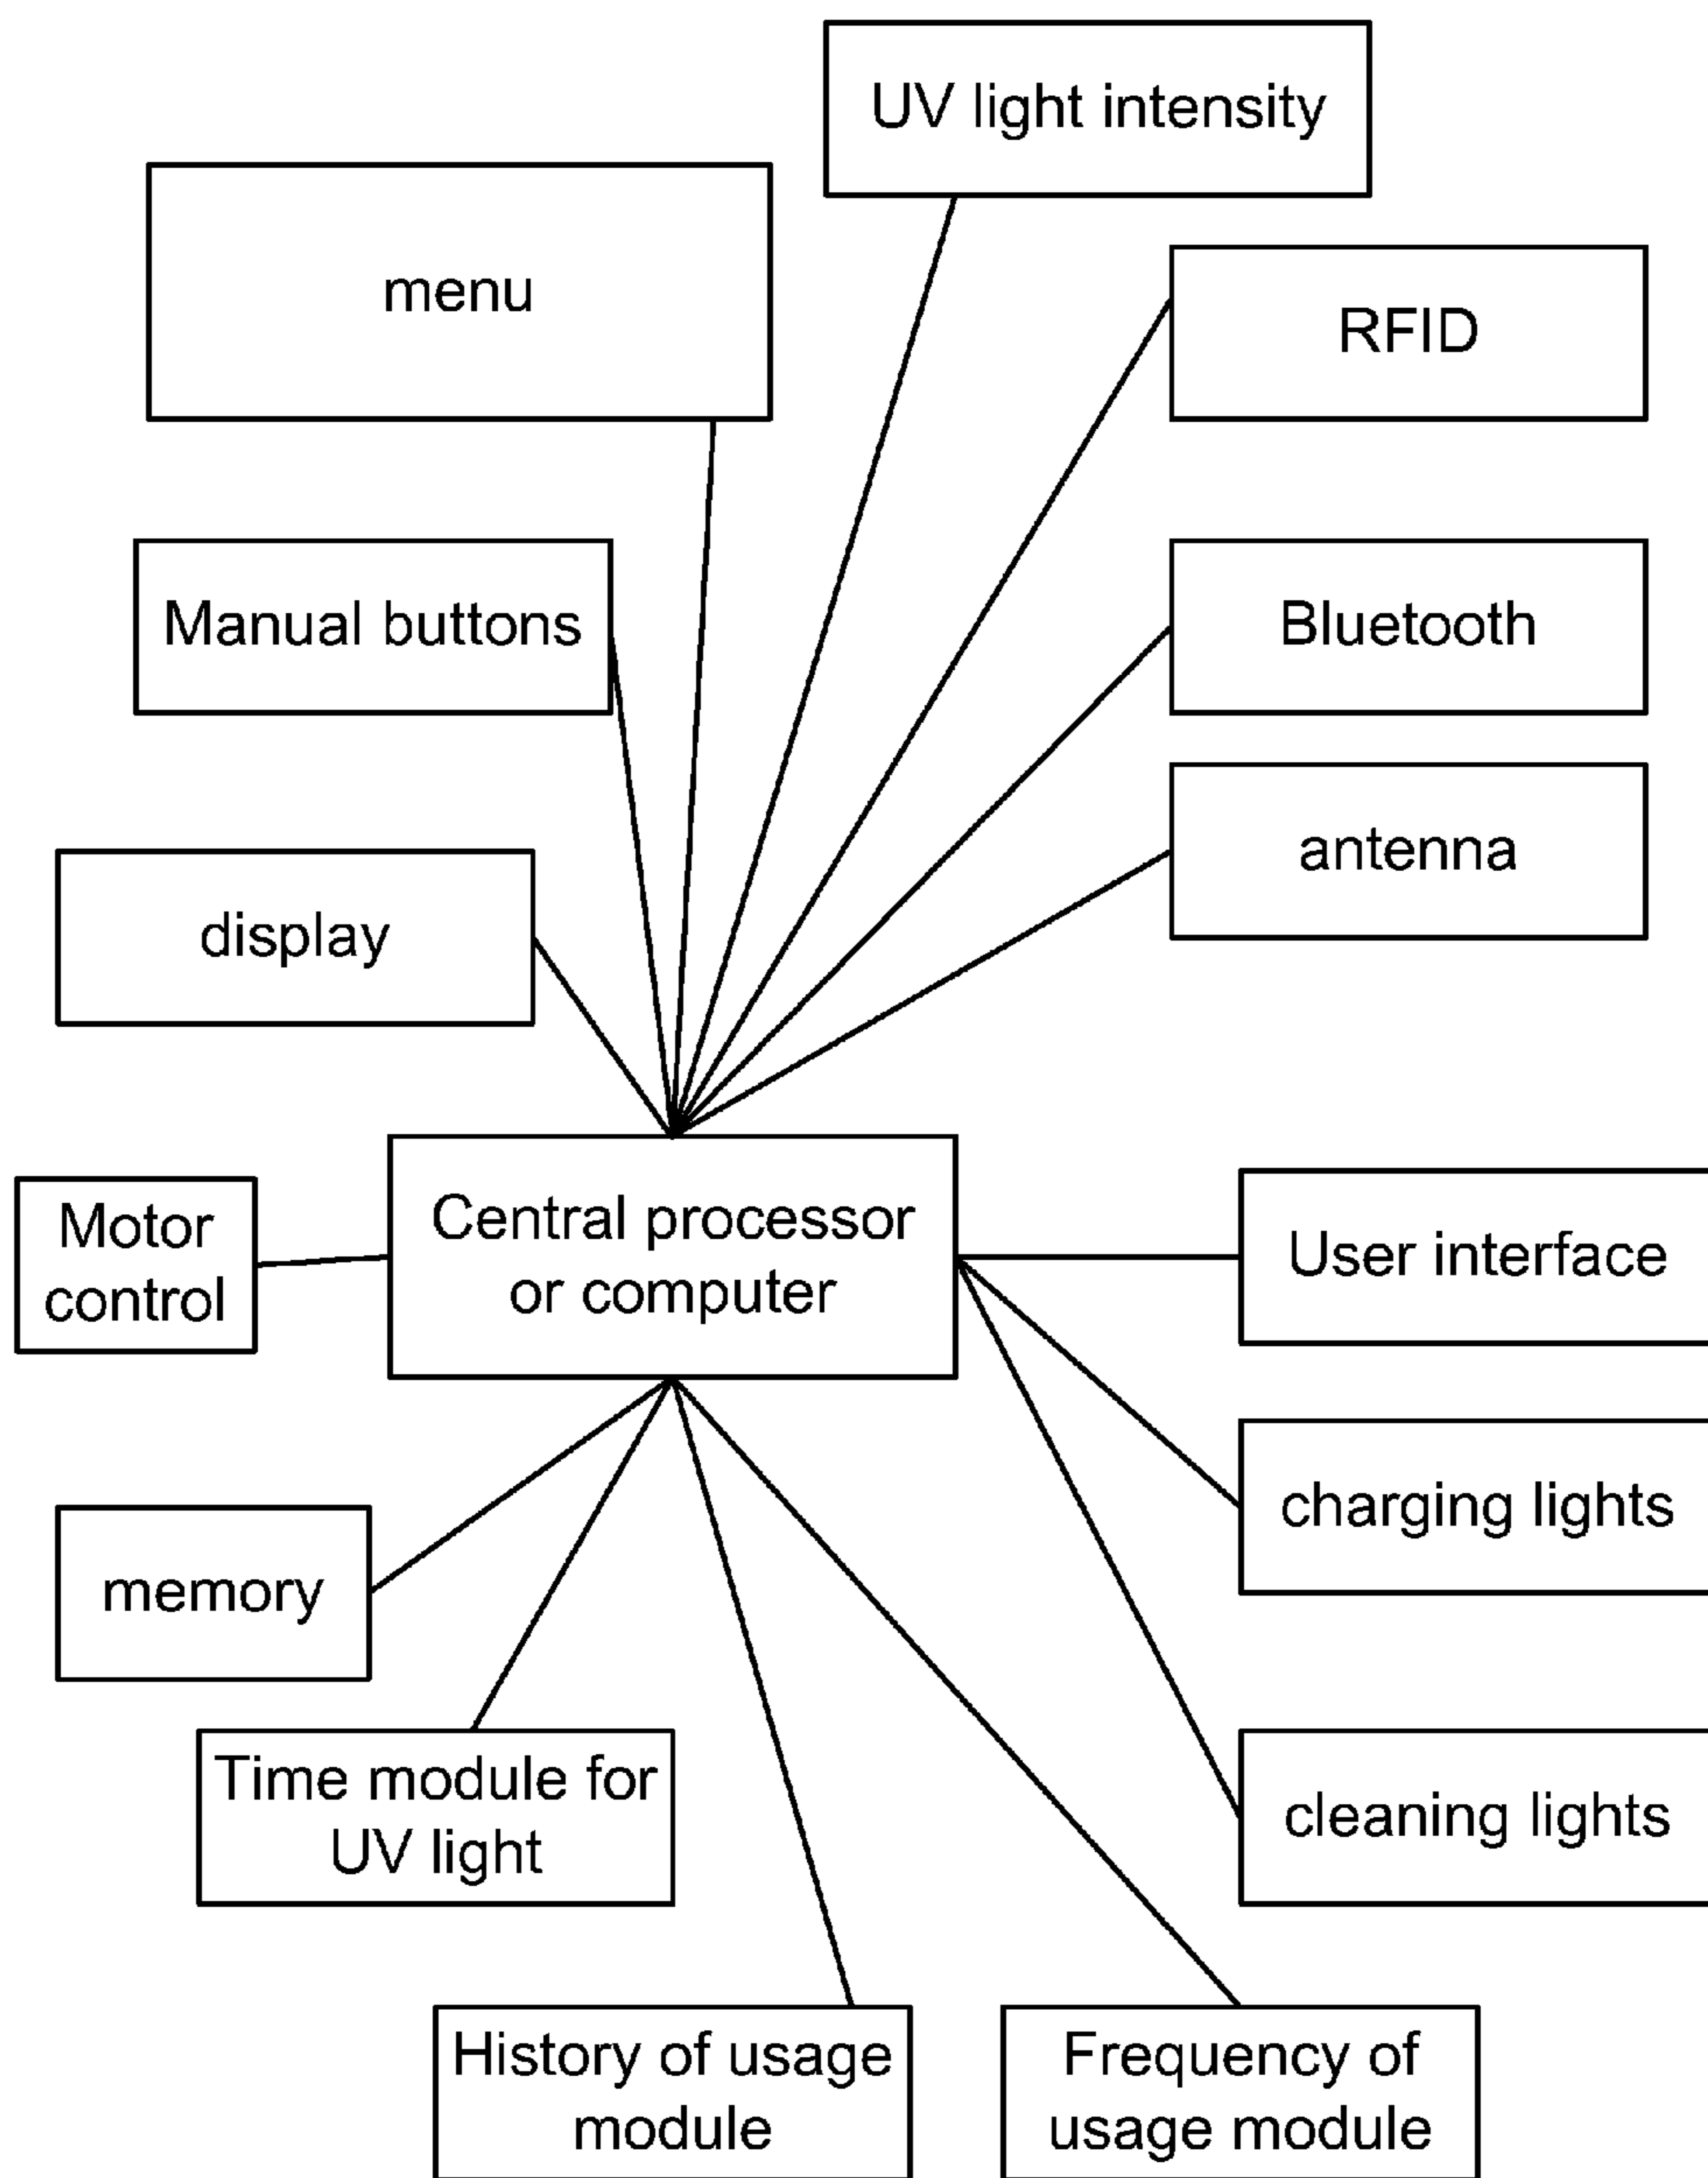 UV light intensity
menu
RFID
Manual buttons
Bluetooth
antenna
display
Motor
control
Central processor
or computer
User interface
charging lights
memory
Time module for
UV light
cleaning lights
History of usage
module
Frequency of
usage module